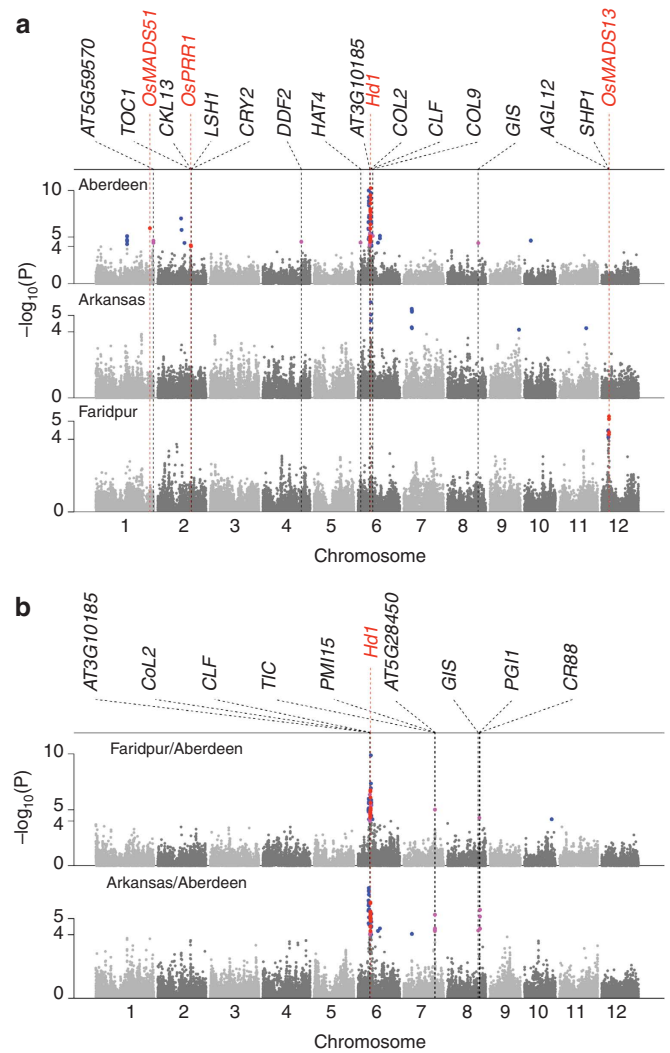 a
AT5G59570
TOC1
OsMADS51
CKL13
OsPRR1
LSH1
CRY2
DDF2
HAT4
AT3G10185
Hd1
COL2
CLF
COL9
GIS
AGL12
SHP1
OsMADS13
Aberdeen
10
5
4
0
Arkansas
5
4
0
Faridpur
5
4
0
–log10(P)
1 2 3 4 5 6 7 8 9 10 11 12
Chromosome
b
AT3G10185
CoL2
CLF
TIC
PMI15
Hd1
AT5G28450
GIS
PGI1
CR88
Faridpur/Aberdeen
10
5
4
0
Arkansas/Aberdeen
5
4
0
–log10(P)
1 2 3 4 5 6 7 8 9 10 11 12
Chromosome